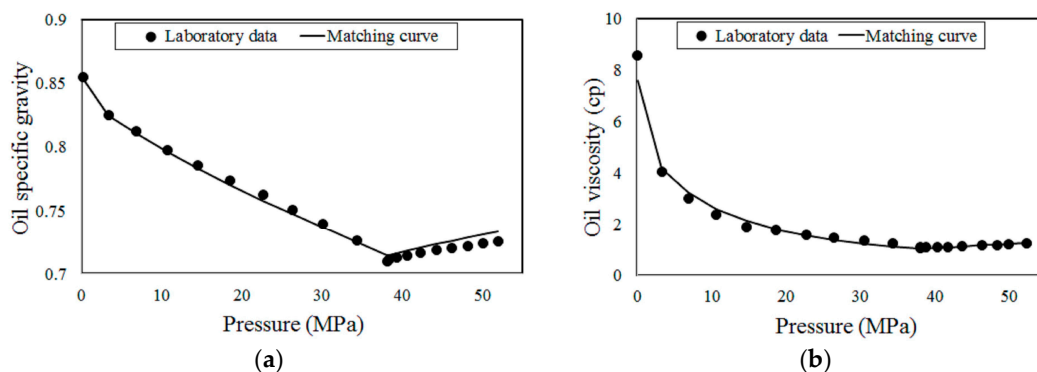 0.9
0.85
0.8
0.75
0.7
Oil specific gravity
Laboratory data
Matching curve
0 10 20 30 40 50
Pressure (MPa)
(a)
10
8
6
4
2
0
Oil viscosity (cp)
Laboratory data
Matching curve
0 10 20 30 40 50
Pressure (MPa)
(b)